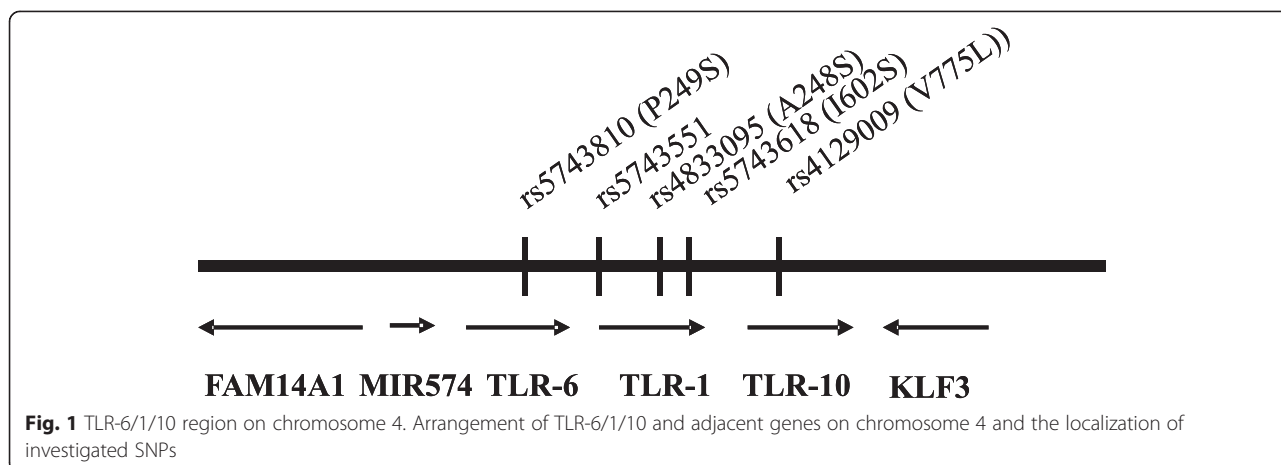 rs5743810 (P249S)
rs5743551
rs4833095 (A248S)
rs5743618 (I602S)
rs4129009 (V775L))
FAM14A1 MIR574 TLR-6 TLR-1 TLR-10 KLF3
Fig. 1 TLR-6/1/10 region on chromosome 4. Arrangement of TLR-6/1/10 and adjacent genes on chromosome 4 and the localization of
investigated SNPs